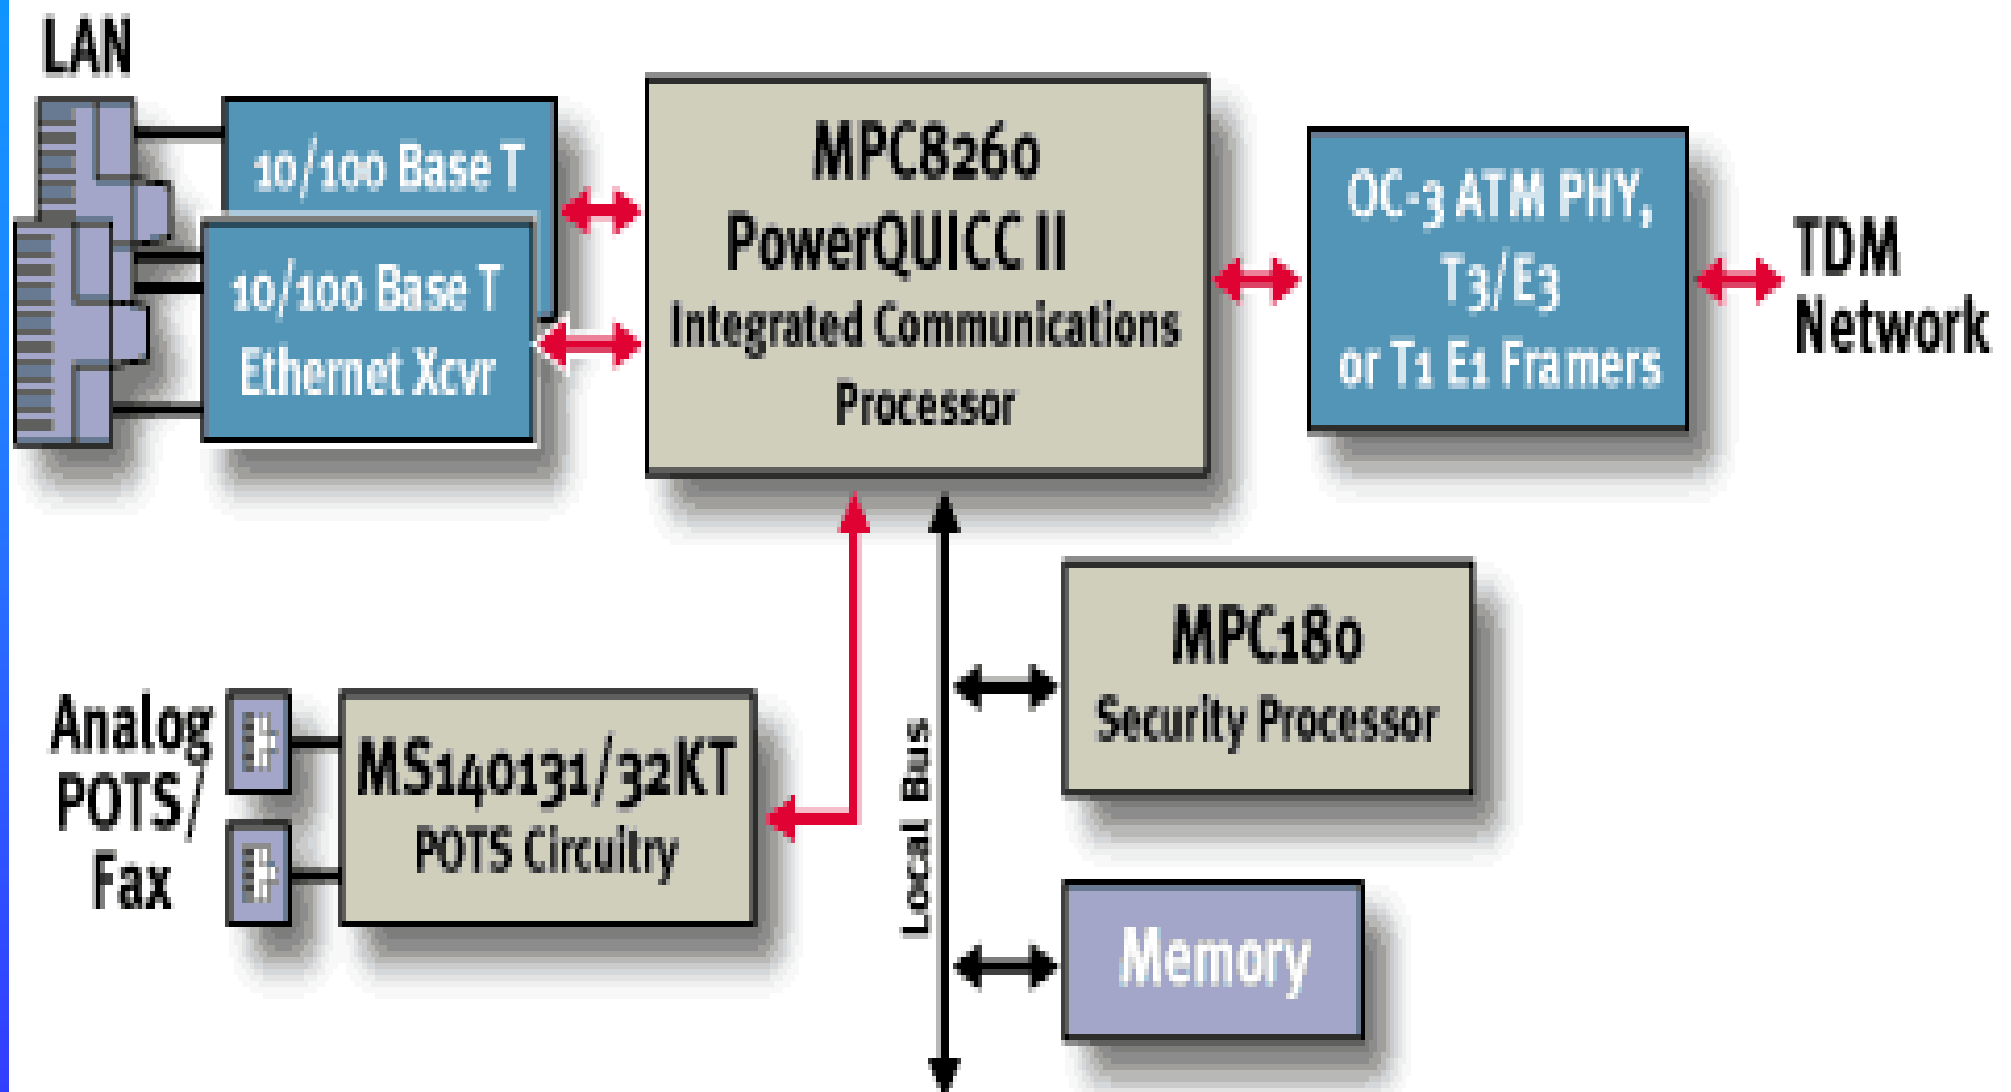 LAN
10/100 Base T
10/100 Base T
Ethernet Xcvr
MPC8260
PowerQUICC II
Integrated Communications
Processor
OC-3 ATM PHY,
T3/E3
or T1 E1 Framers
TDM
Network
Analog
POTS/
Fax
MS140131/32KT
POTS Circuitry
Local Bus
MPC180
Security Processor
Memory